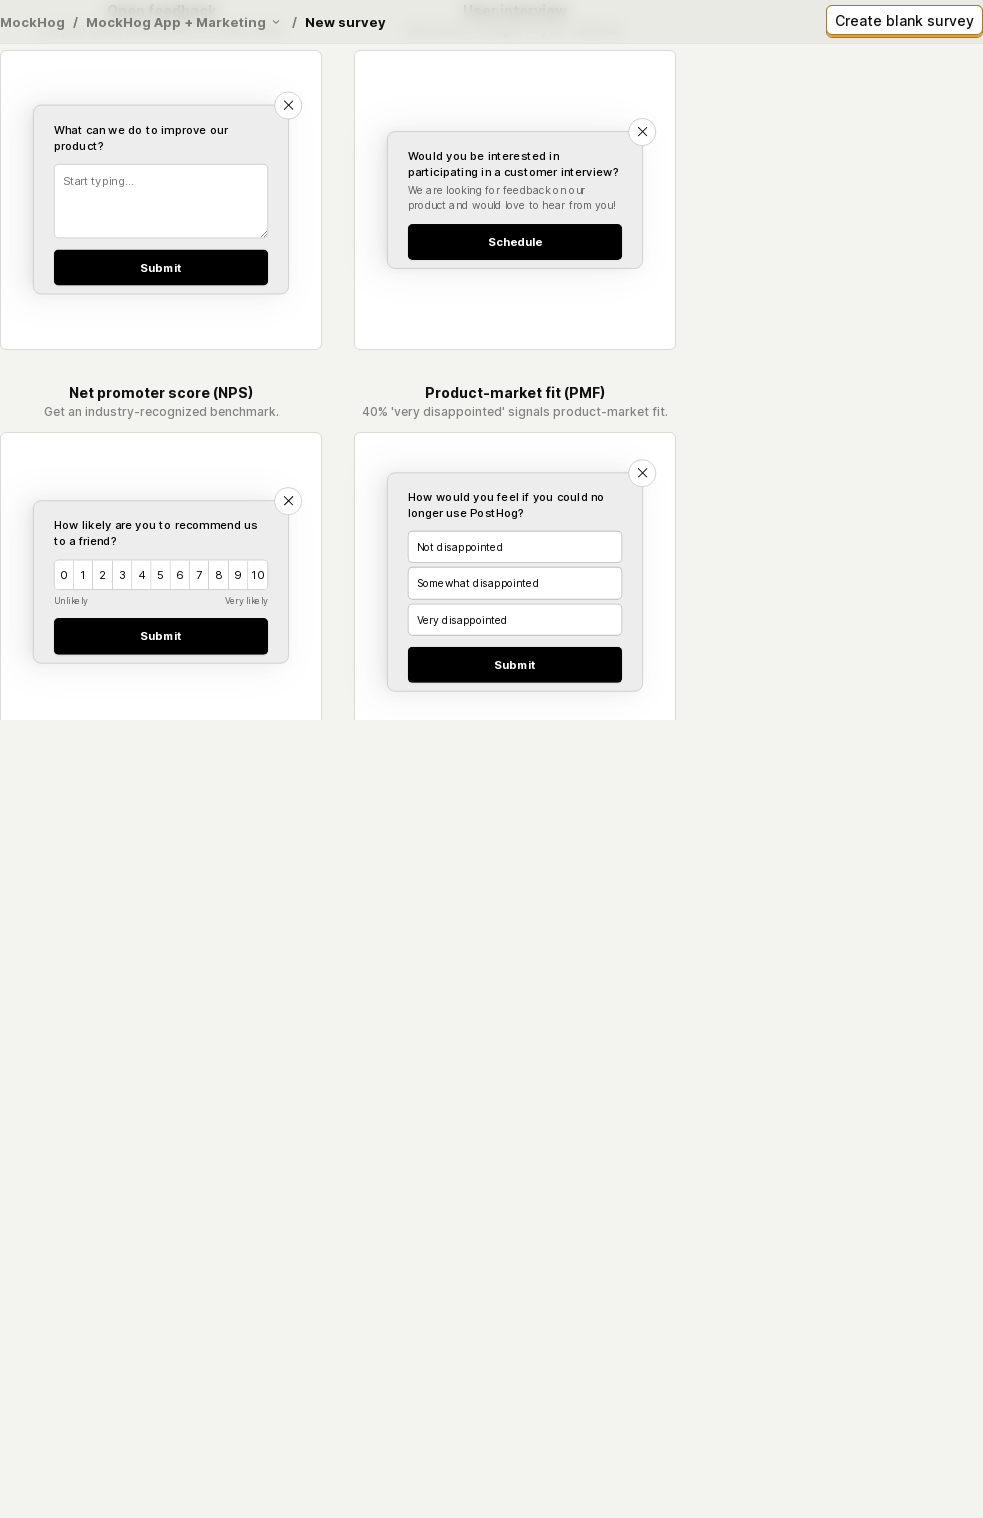 MockHog / MockHog App + Marketing / New survey
Create blank survey
Open feedback
User interview
What can we do to improve our
product?
Start typing...
Submit
Would you be interested in
participating in a customer interview?
We are looking for feedback on our
product and would love to hear from you!
Schedule
Net promoter score (NPS)
Get an industry-recognized benchmark.
Product-market fit (PMF)
40% 'very disappointed' signals product-market fit.
How likely are you to recommend us
to a friend?
0 1 2 3 4 5 6 7 8 9 10
Unlikely Very likely
Submit
How would you feel if you could no
longer use PostHog?
Not disappointed
Somewhat disappointed
Very disappointed
Submit